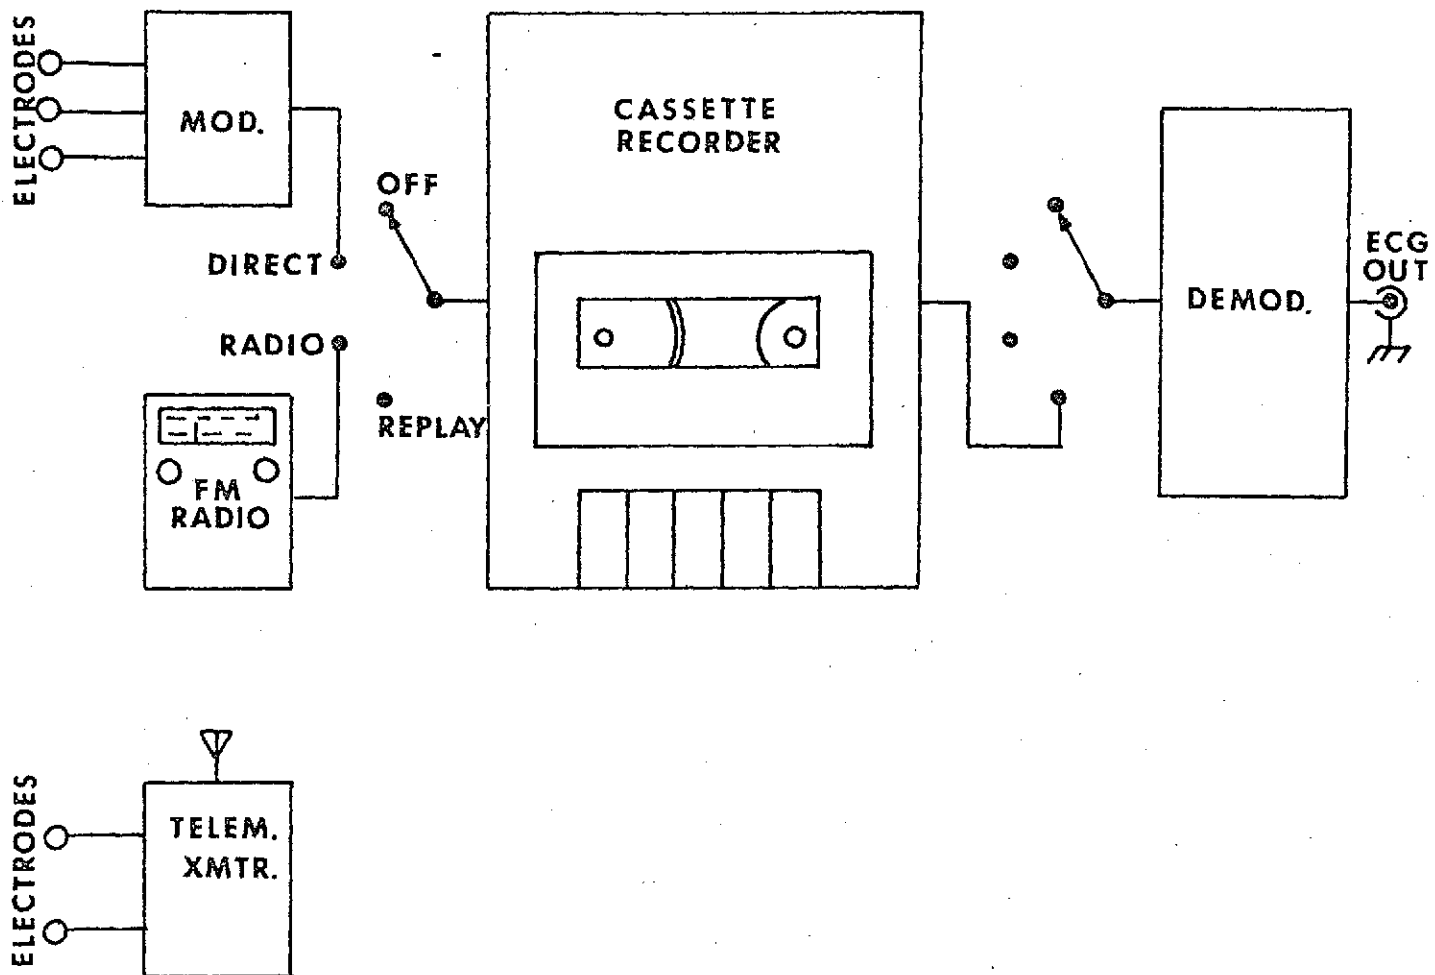 ELECTRODES
MOD.
CASSETTE
RECORDER
OFF
DIRECT
RADIO
REPLAY
FM
RADIO
DEMOD.
ECG
OUT
ELECTRODES
TELEM.
XMTR.